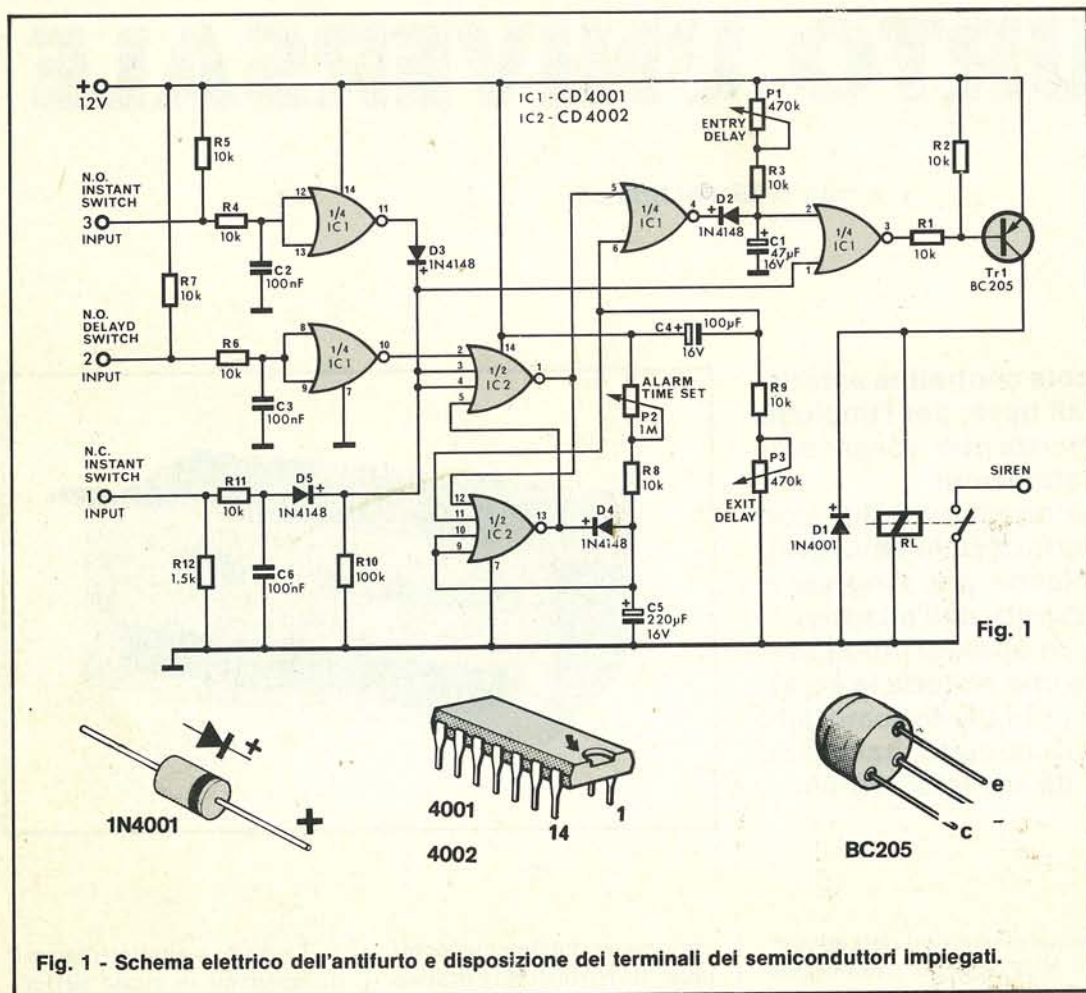 + 12V
IC1 - CD4001
IC2 - CD4002
P1
470k
ENTRY
DELAY
R5
10k
R2
10k
N.O.
INSTANT
SWITCH
3
INPUT
R4
10k
12
13
14
1/4
IC1
11
D3
1N4148
C2
100nF
5
6
1/4
IC1
4
D2
1N4148
R3
10k
C1
47µF
16V
2
1
1/4
IC1
3
R1
10k
Tr1
BC205
R7
10k
N.O.
DELAYD
SWITCH
2
INPUT
R6
10k
8
9
1/4
IC1
10
7
C3
100nF
2
3
4
5
14
1/2
IC2
1
C4
100µF
16V
ALARM
TIME SET
P2
1M
R9
10k
P3
470k
EXIT
DELAY
N.C.
INSTANT
SWITCH
1
INPUT
R11
10k
D5
1N4148
R12
1.5k
C6
100nF
R10
100k
12
11
10
9
1/2
IC2
13
7
D4
1N4148
R8
10k
C5
220µF
16V
D1
1N4001
RL
SIREN
Fig. 1
+
+
1N4001
4001
4002
14
1
e
c
BC205
Fig. 1 - Schema elettrico dell'antifurto e disposizione dei terminali dei semiconduttori impiegati.